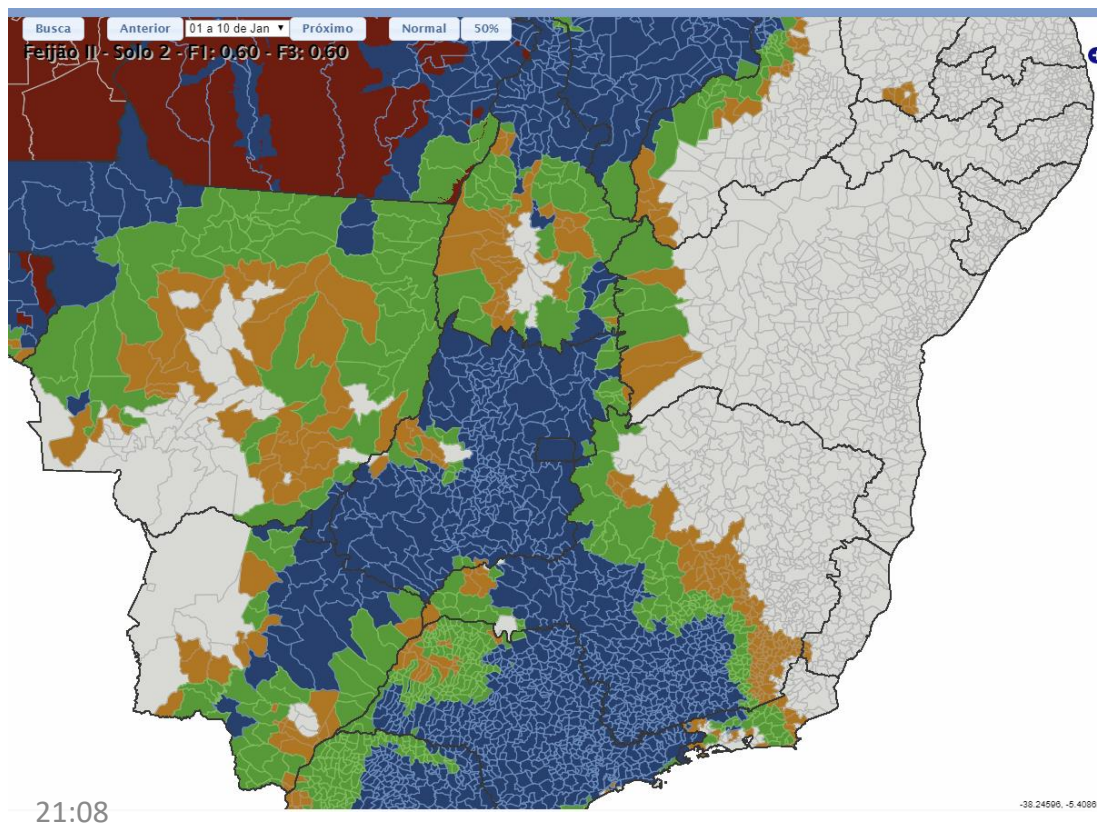 Busca Anterior 01 a 10 de Jan Próximo Normal 50%
Feijão II - Solo 2 - F1: 0.60 - F3: 0.60
-38.24596, -5.4086
21:08